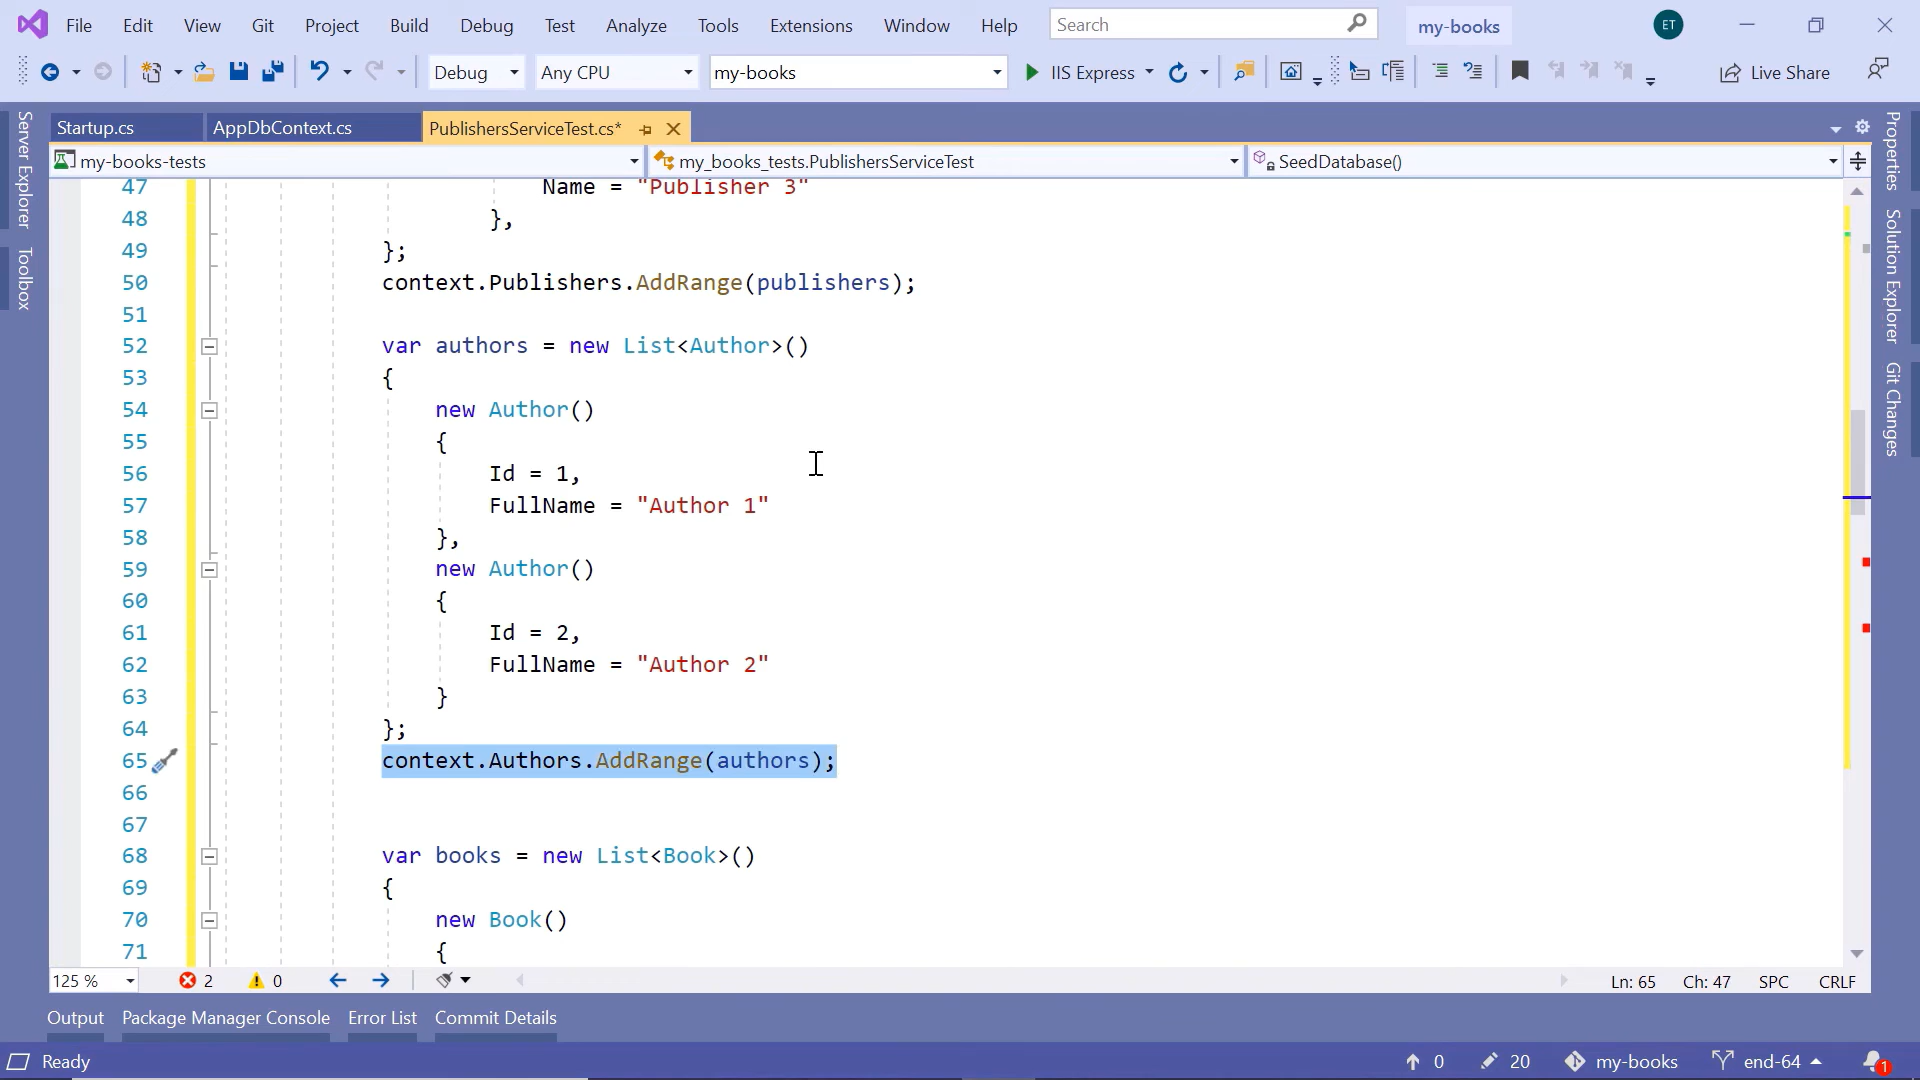 File Edit View Git Project Build Debug Test Analyze Tools Extensions Window Help Search my-books ET
Debug Any CPU my-books IIS Express Live Share
Startup.cs AppDbContext.cs PublishersServiceTest.cs*
my-books-tests my_books_tests.PublishersServiceTest SeedDatabase()
Server Explorer
Toolbox
47 Name = "Publisher 3"
48 },
49 };
50 context.Publishers.AddRange(publishers);
51
52 var authors = new List<Author>()
53 {
54 new Author()
55 {
56 Id = 1,
57 FullName = "Author 1"
58 },
59 new Author()
60 {
61 Id = 2,
62 FullName = "Author 2"
63 }
64 };
65 context.Authors.AddRange(authors);
66
67
68 var books = new List<Book>()
69 {
70 new Book()
71 {
Properties
Solution Explorer
Git Changes
125 % 2 0 Ln: 65 Ch: 47 SPC CRLF
Output Package Manager Console Error List Commit Details
Ready 0 20 my-books end-64 1